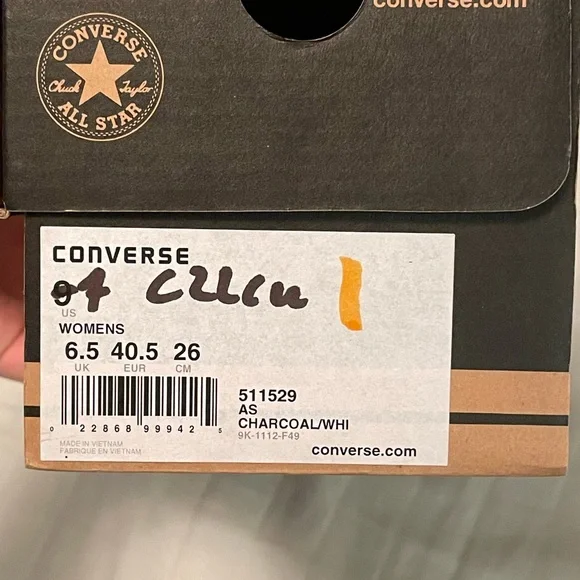 converse.com
CONVERSE
Chuck Taylor
ALL STAR
CONVERSE
9
US
WOMENS
6.5 40.5 26
UK EUR CM
0 22868 99942 5
511529
AS
CHARCOAL/WHI
9K-1112-F49
MADE IN VIETNAM
FABRIQUE EN VIETNAM
converse.com